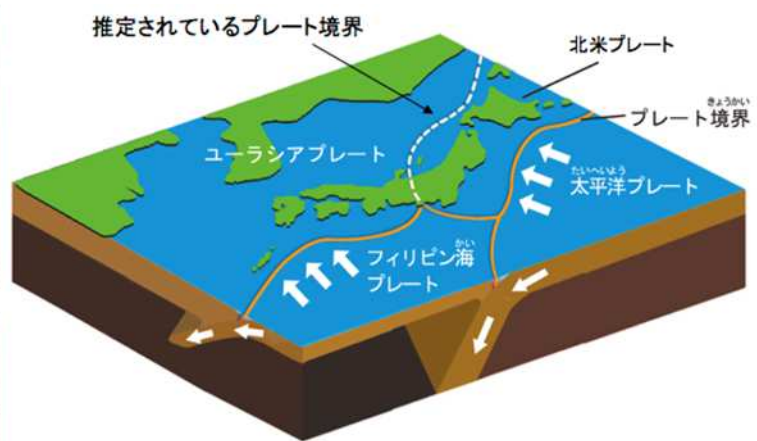 推定されているプレート境界
北米プレート
きょうかい
プレート境界
ユーラシアプレート
たいへいよう
太平洋プレート
かい
フィリピン海
プレート